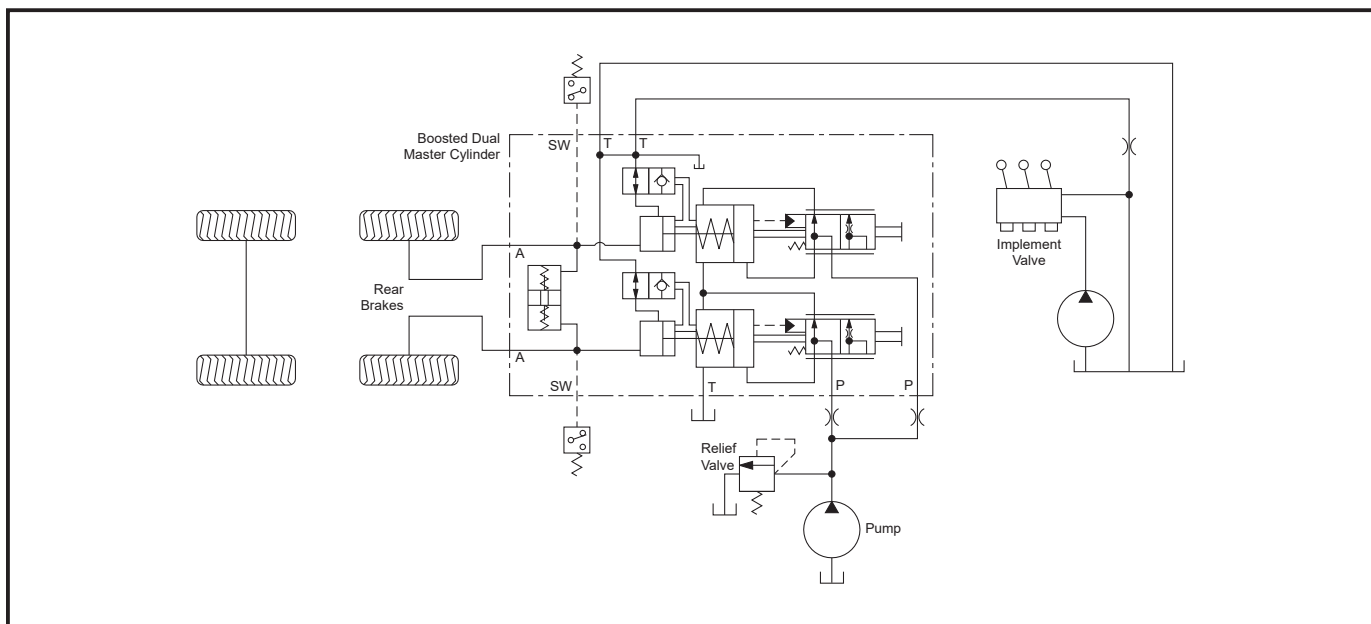 Boosted Dual
Master Cylinder
SW
T
T
Implement
Valve
A
Rear
Brakes
A
SW
T
P
P
Relief
Valve
Pump